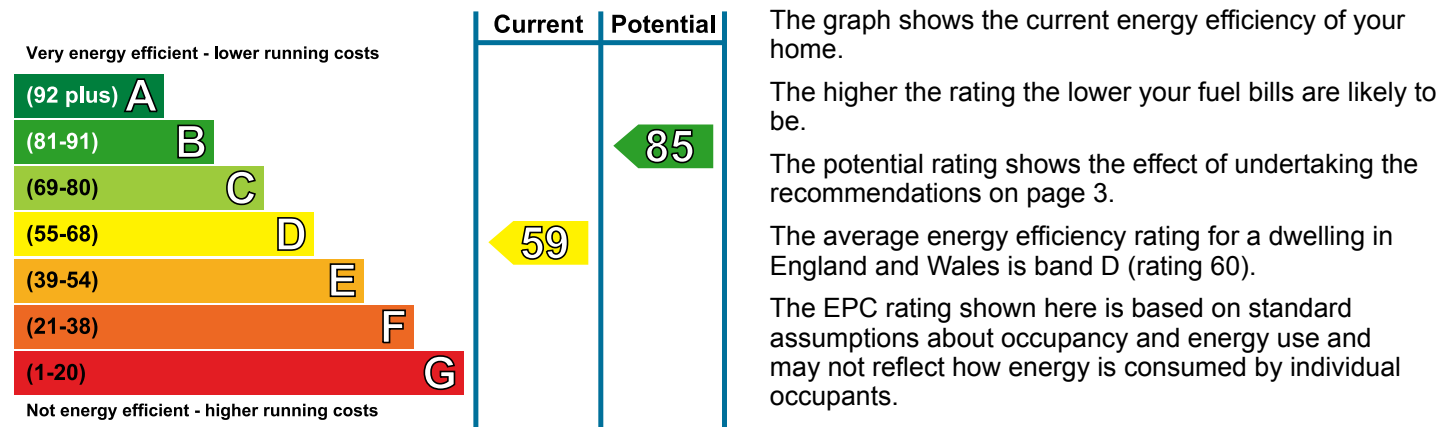 Current Potential
Very energy efficient - lower running costs
(92 plus) A
(81-91) B
85
(69-80) C
(55-68) D
59
(39-54) E
(21-38) F
(1-20) G
Not energy efficient - higher running costs
The graph shows the current energy efficiency of your
home.
The higher the rating the lower your fuel bills are likely to
be.
The potential rating shows the effect of undertaking the
recommendations on page 3.
The average energy efficiency rating for a dwelling in
England and Wales is band D (rating 60).
The EPC rating shown here is based on standard
assumptions about occupancy and energy use and
may not reflect how energy is consumed by individual
occupants.